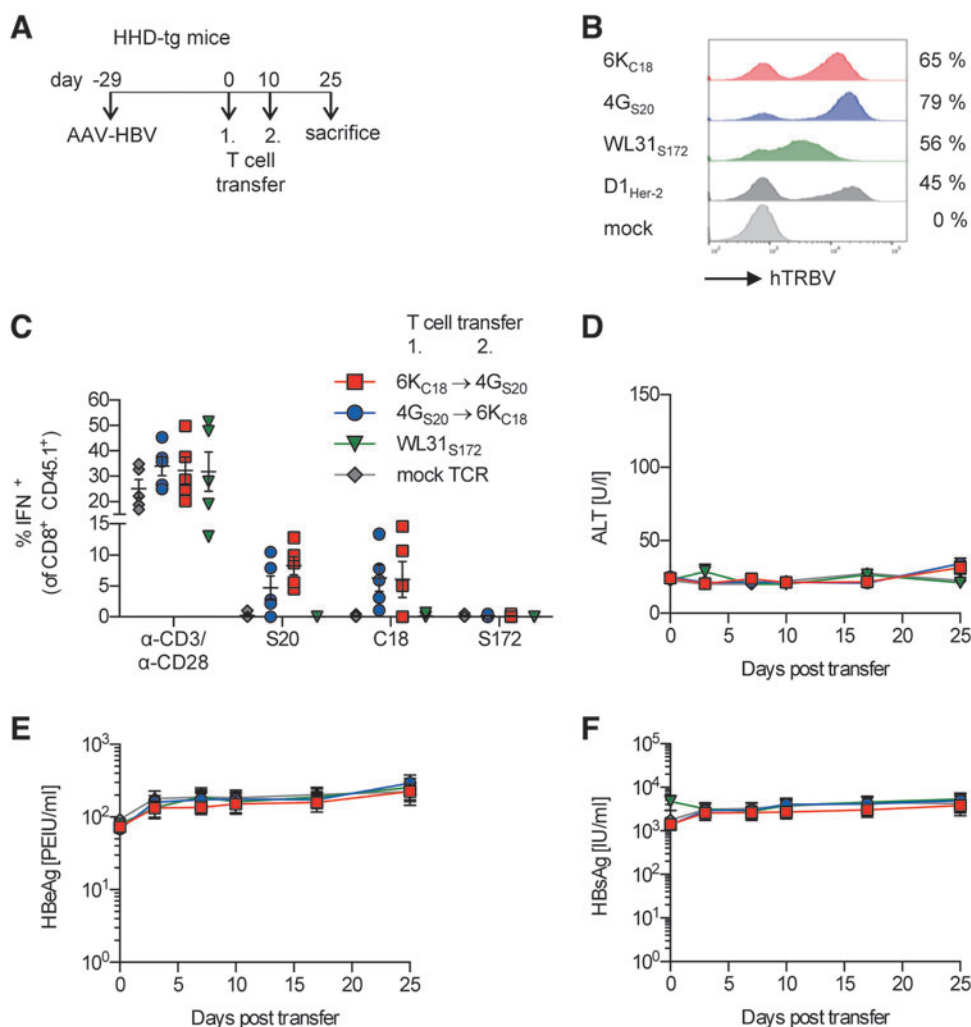 A
HHD-tg mice
day -29 0 10 25
AAV-HBV 1. 2. sacrifice
T cell
transfer
B
6KC18 65 %
4GS20 79 %
WL31S172 56 %
D1Her-2 45 %
mock 0 %
10² 10³ 10⁴ 10⁵
hTRBV
C
T cell transfer
1. 2.
6KC18 → 4GS20
4GS20 → 6KC18
WL31S172
mock TCR
% IFN +
(of CD8+ CD45.1+)
60
50
40
30
20
15
10
5
0
α-CD3/
α-CD28
S20 C18 S172
D
ALT [U/l]
150
100
50
0
0 5 10 15 20 25
Days post transfer
E
HBeAg [PEIU/ml]
10³
10²
10¹
10⁰
0 5 10 15 20 25
Days post transfer
F
HBsAg [IU/ml]
10⁵
10⁴
10³
10²
10¹
10⁰
0 5 10 15 20 25
Days post transfer